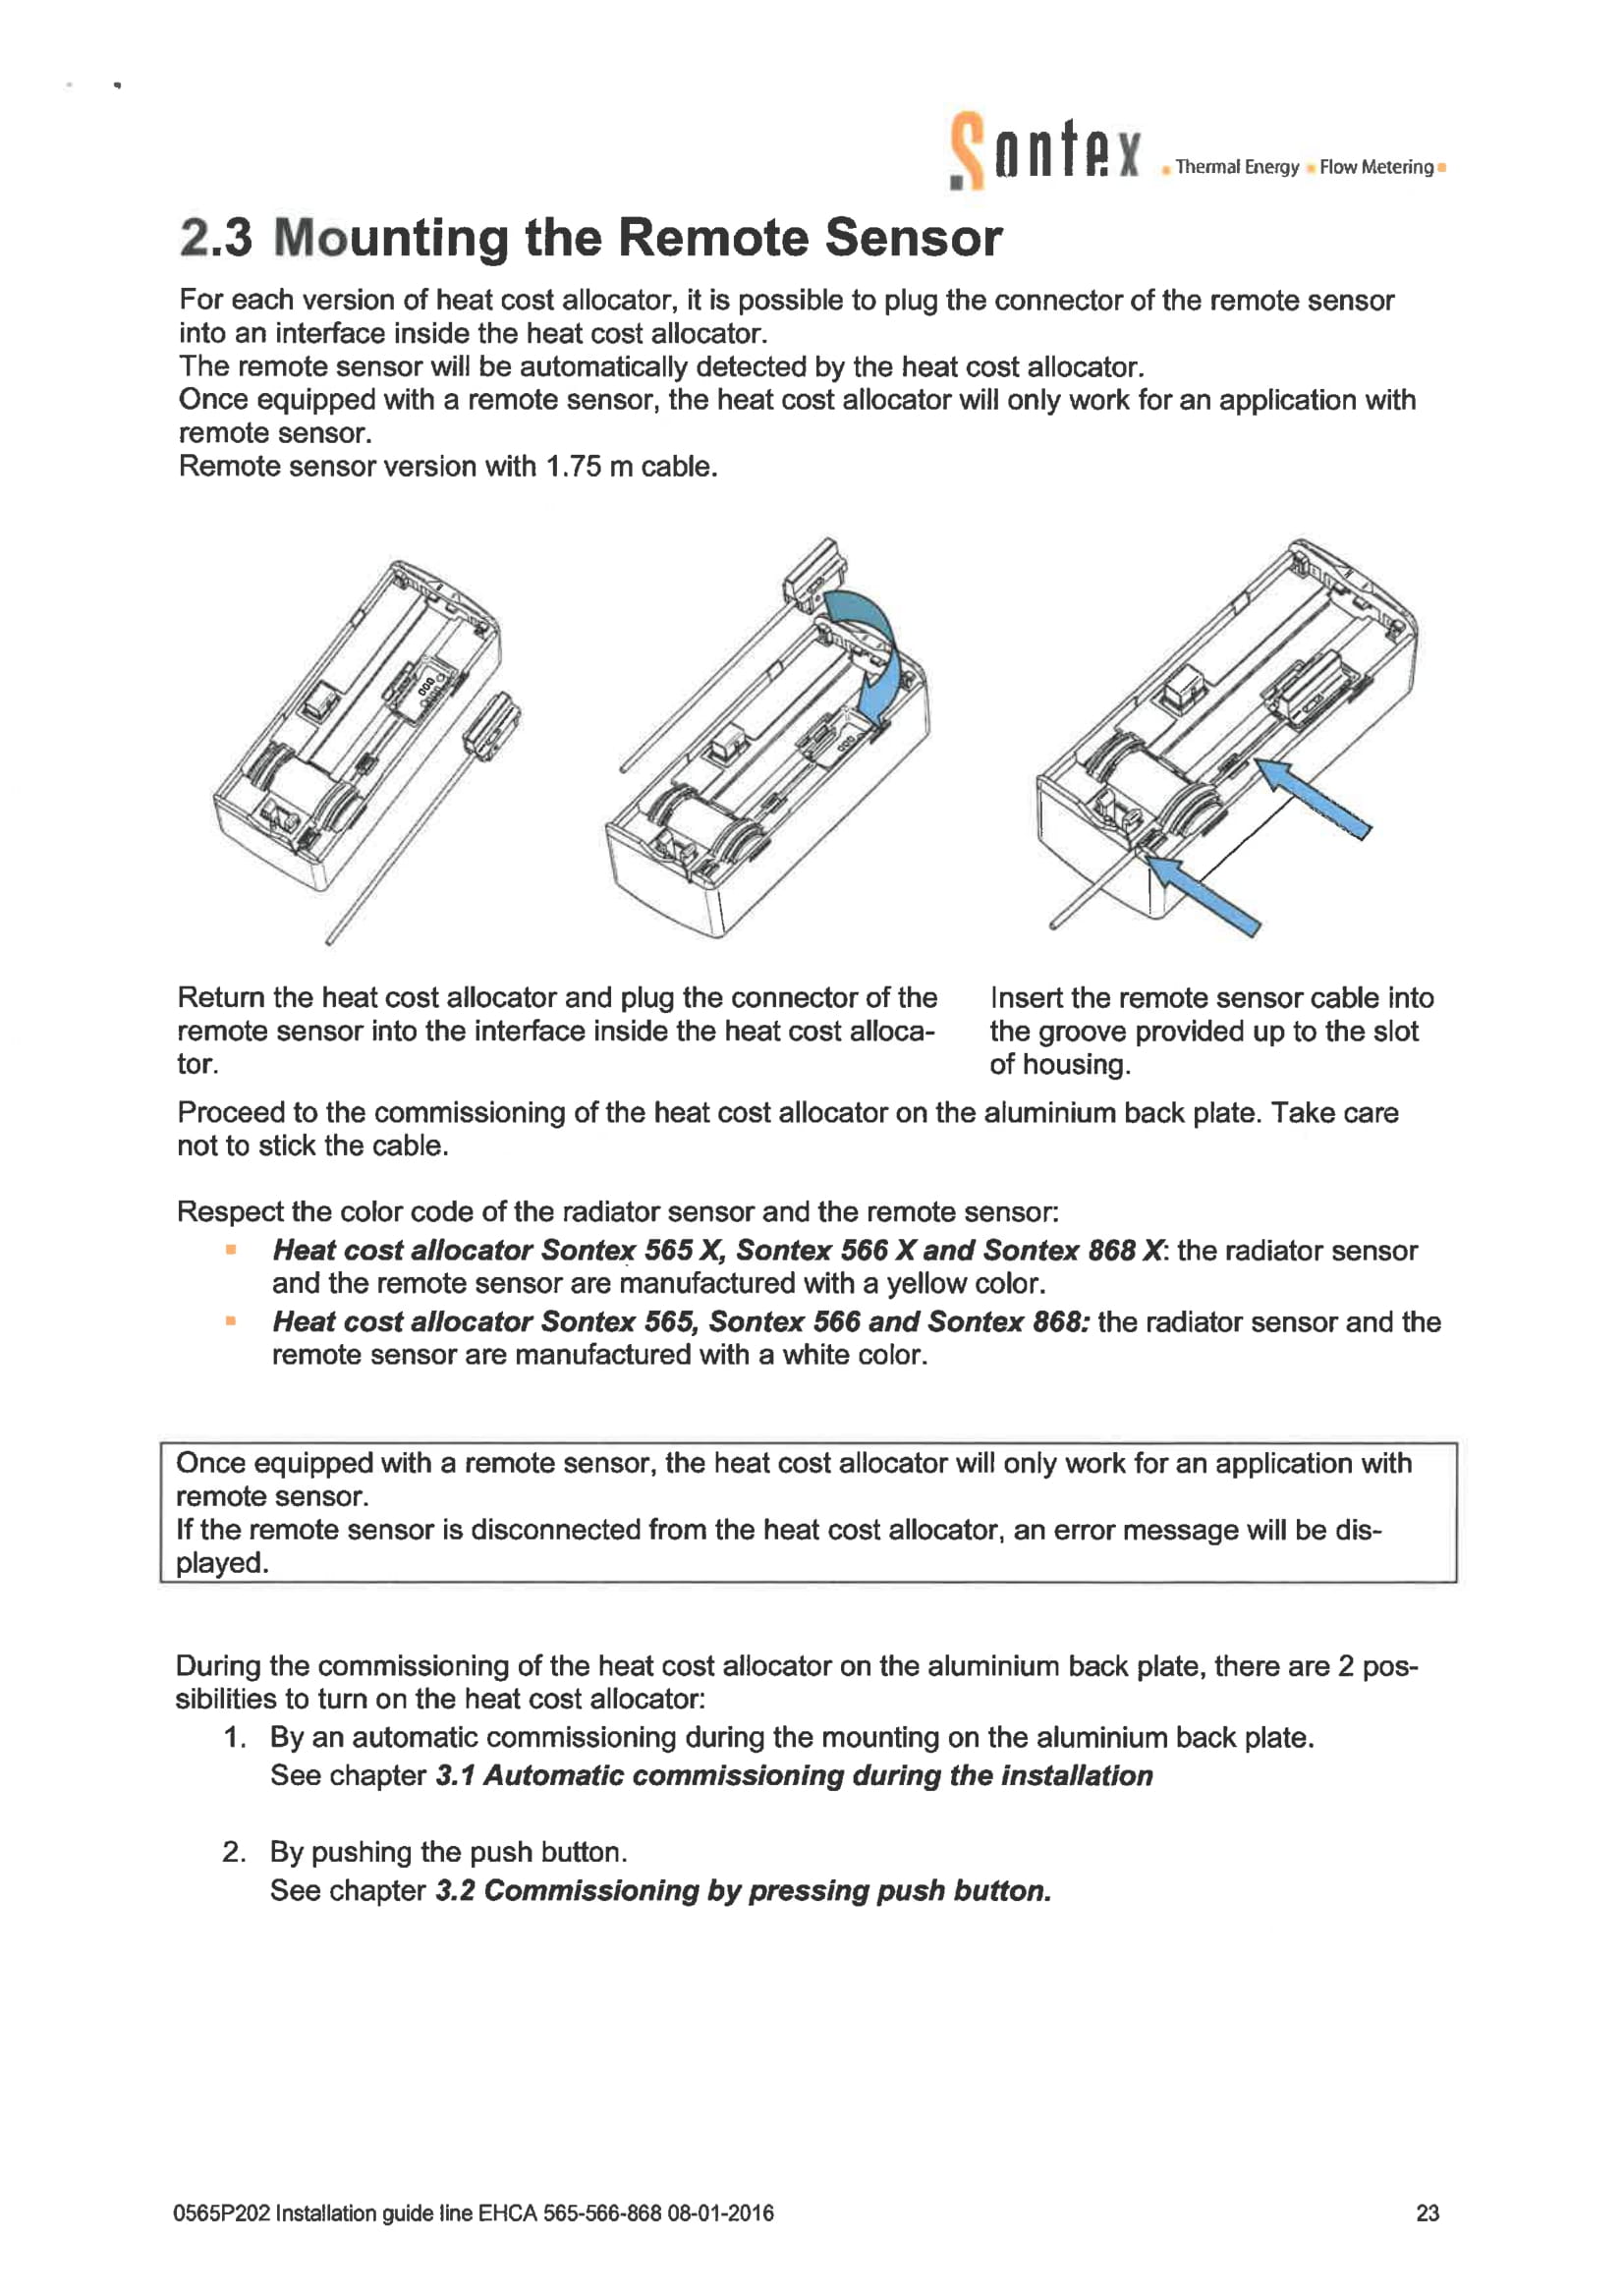 Sontex
Thermal Energy Flow Metering
2.3 Mounting the Remote Sensor
For each version of heat cost allocator, it is possible to plug the connector of the remote sensor
into an interface inside the heat cost allocator.
The remote sensor will be automatically detected by the heat cost allocator.
Once equipped with a remote sensor, the heat cost allocator will only work for an application with
remote sensor.
Remote sensor version with 1.75 m cable.
Return the heat cost allocator and plug the connector of the
remote sensor into the interface inside the heat cost alloca-
tor.
Insert the remote sensor cable into
the groove provided up to the slot
of housing.
Proceed to the commissioning of the heat cost allocator on the aluminium back plate. Take care
not to stick the cable.
Respect the color code of the radiator sensor and the remote sensor:
▪ Heat cost allocator Sontex 565 X, Sontex 566 X and Sontex 868 X: the radiator sensor
and the remote sensor are manufactured with a yellow color.
▪ Heat cost allocator Sontex 565, Sontex 566 and Sontex 868: the radiator sensor and the
remote sensor are manufactured with a white color.
Once equipped with a remote sensor, the heat cost allocator will only work for an application with
remote sensor.
If the remote sensor is disconnected from the heat cost allocator, an error message will be dis-
played.
During the commissioning of the heat cost allocator on the aluminium back plate, there are 2 pos-
sibilities to turn on the heat cost allocator:
1. By an automatic commissioning during the mounting on the aluminium back plate.
See chapter 3.1 Automatic commissioning during the installation
2. By pushing the push button.
See chapter 3.2 Commissioning by pressing push button.
0565P202 Installation guide line EHCA 565-566-868 08-01-2016
23